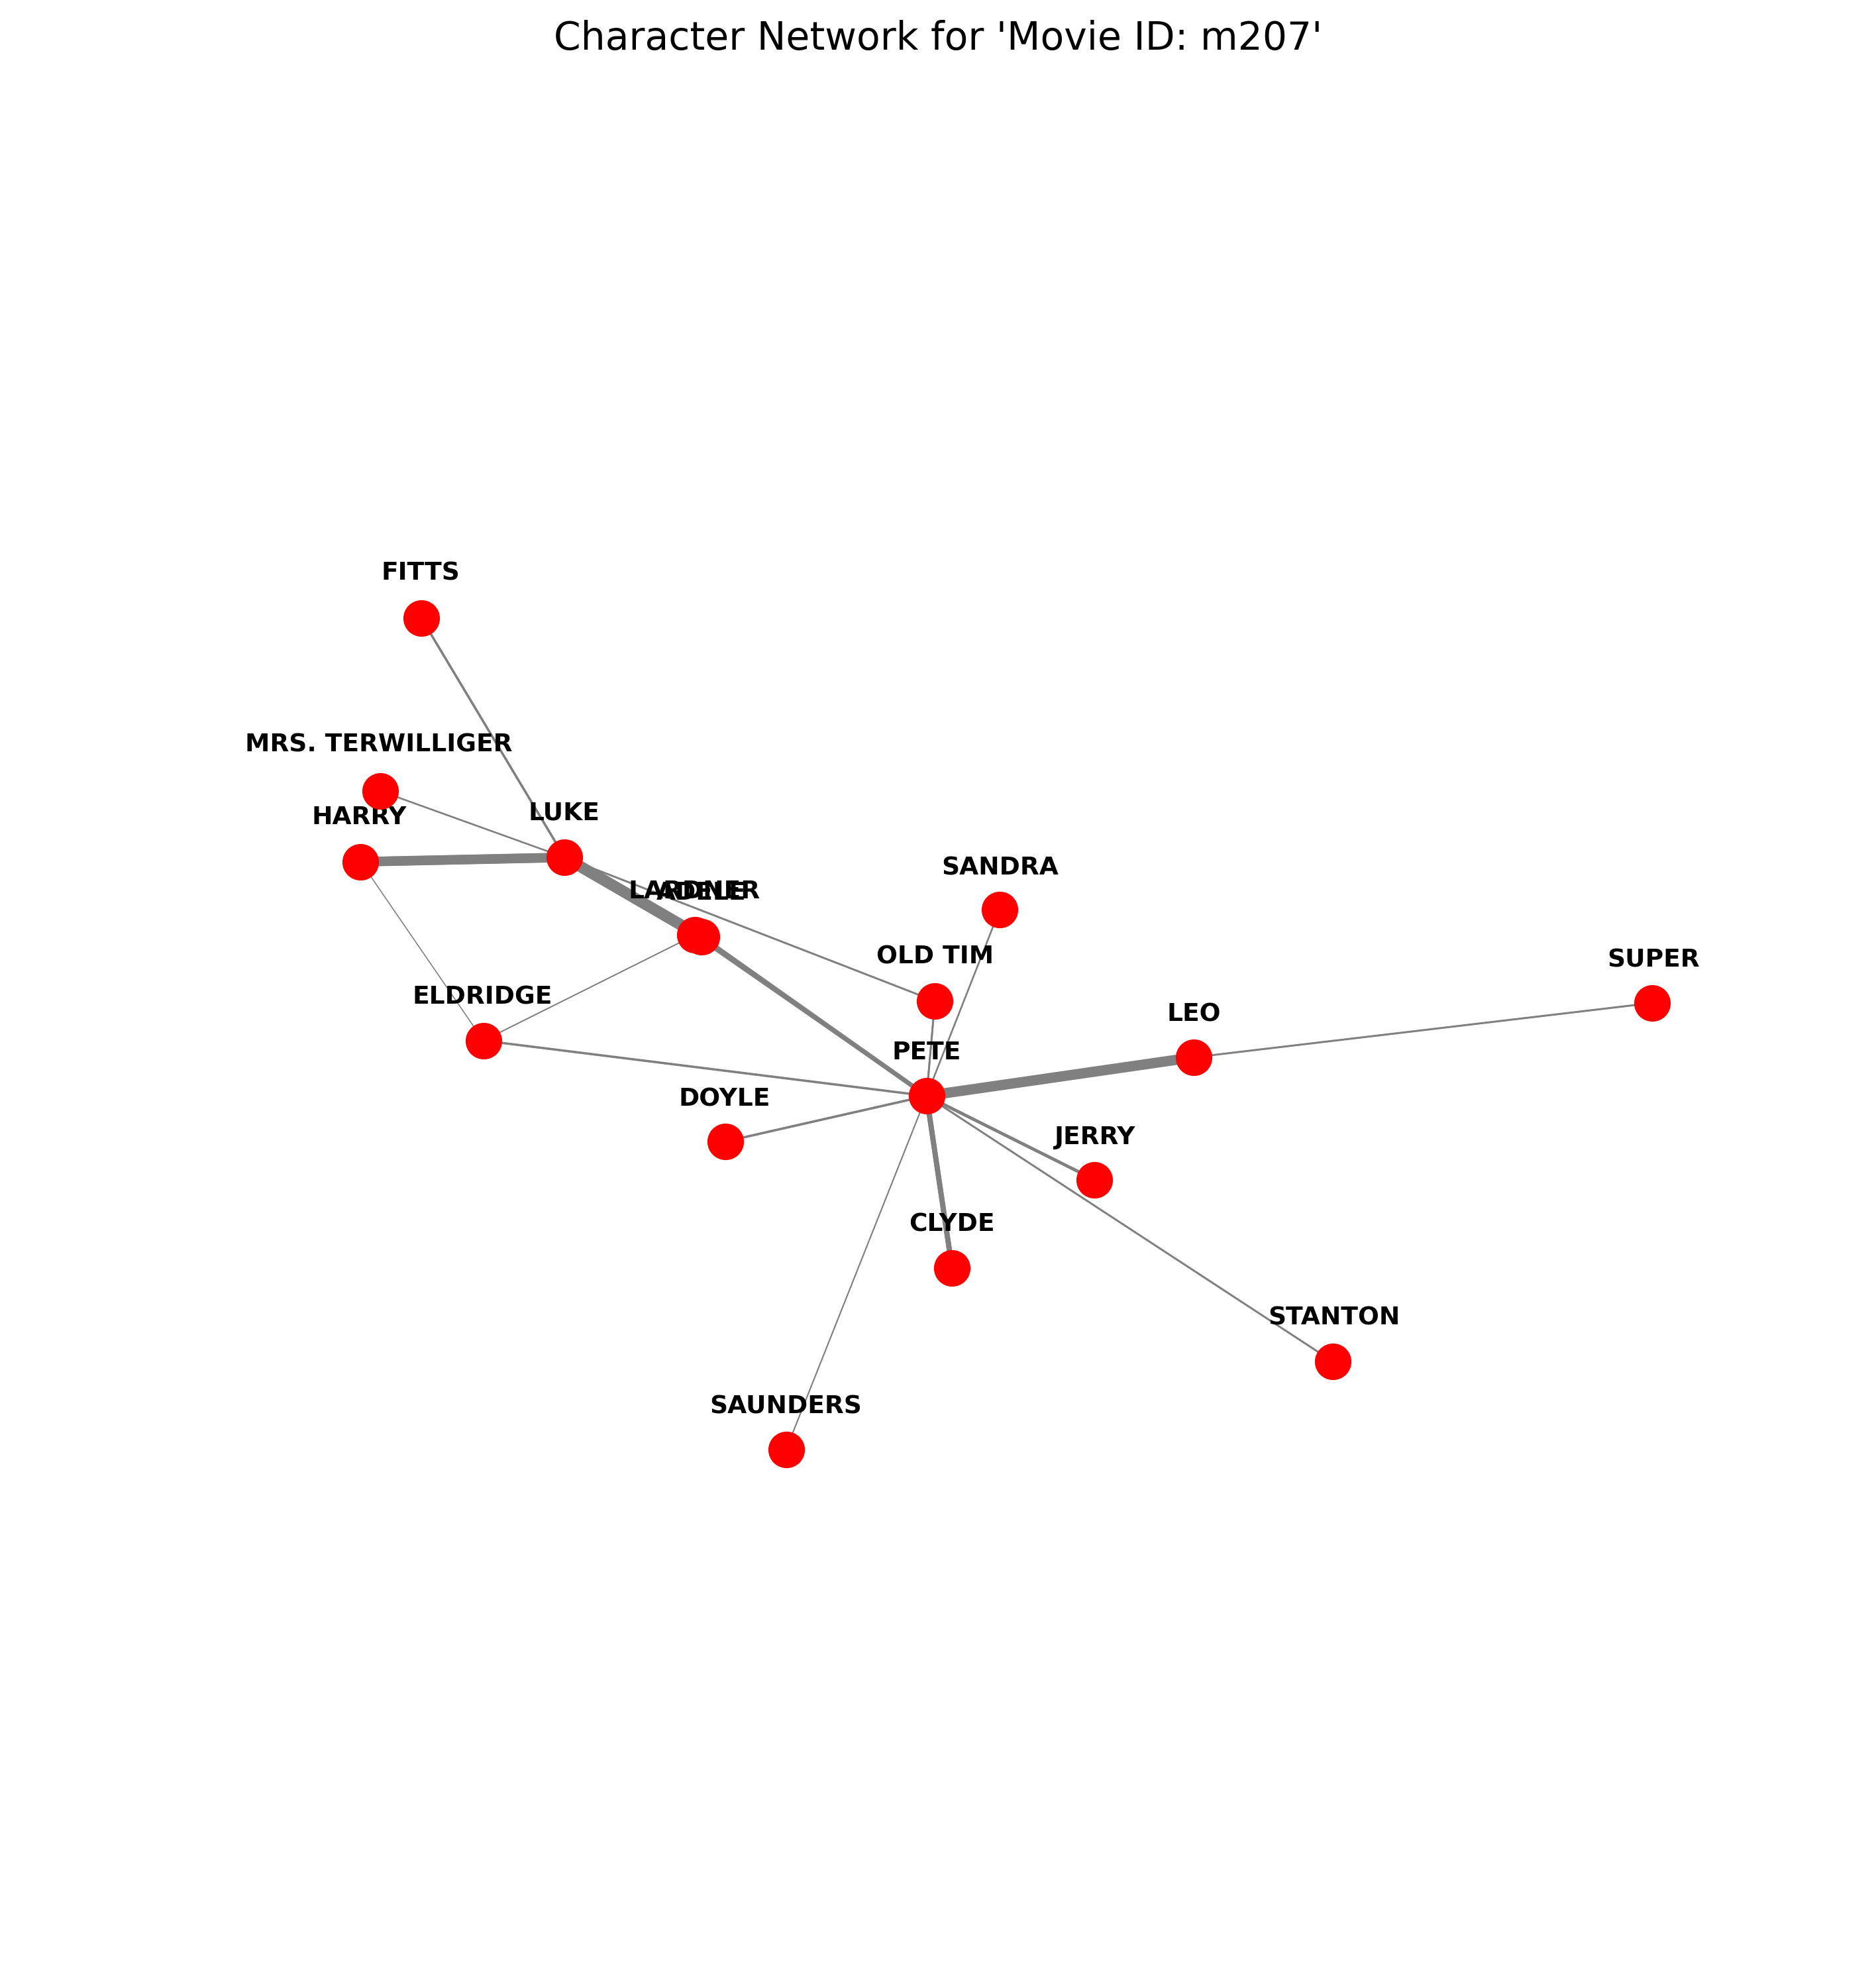 Character Network for 'Movie ID: m207'
FITTS
MRS. TERWILLIGER
LUKE
HARRY
SANDRA
LARDNER
ADELE
OLD TIM
SUPER
ELDRIDGE
LEO
PETE
DOYLE
JERRY
CLYDE
STANTON
SAUNDERS